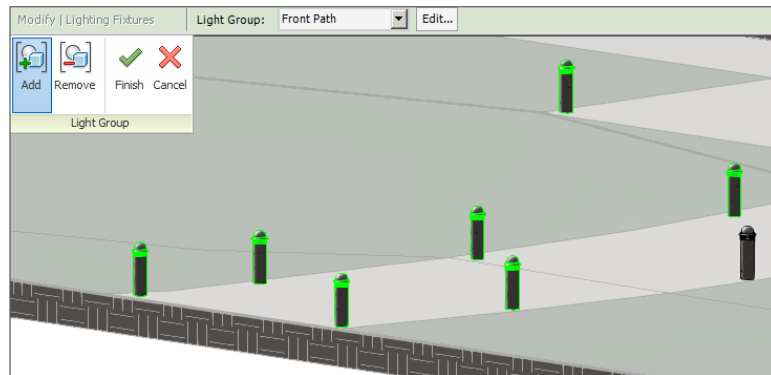 Modify | Lighting Fixtures Light Group: Front Path Edit...
Add Remove Finish Cancel
Light Group